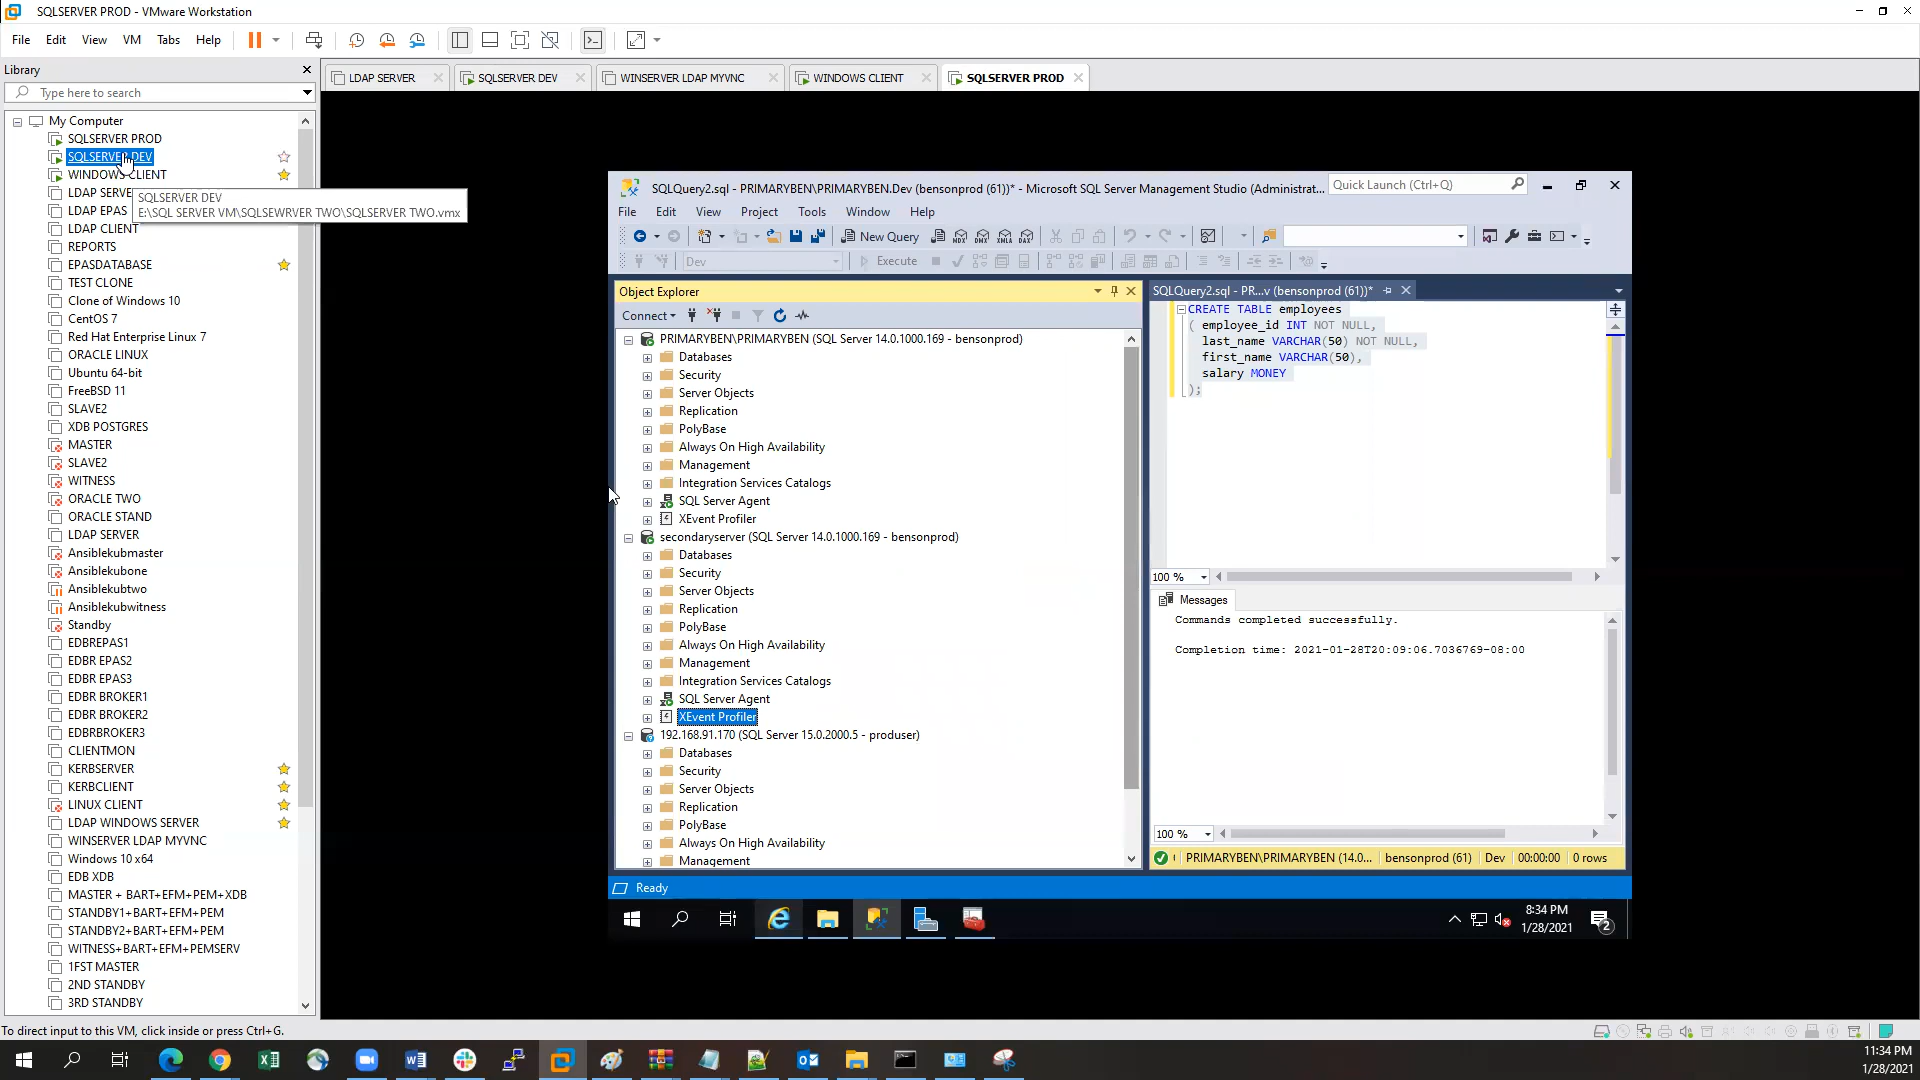 SQLSERVER PROD - VMware Workstation
File Edit View VM Tabs Help
Library
Type here to search
My Computer
SQLSERVER PROD
SQLSERVER DEV
WINDOWS CLIENT
LDAP SERVE
LDAP EPAS
LDAP CLIENT
REPORTS
EPASDATABASE
TEST CLONE
Clone of Windows 10
CentOS 7
Red Hat Enterprise Linux 7
ORACLE LINUX
Ubuntu 64-bit
FreeBSD 11
SLAVE2
XDB POSTGRES
MASTER
SLAVE2
WITNESS
ORACLE TWO
ORACLE STAND
LDAP SERVER
Ansiblekubmaster
Ansiblekubone
Ansiblekubtwo
Ansiblekubwitness
Standby
EDBREPAS1
EDBR EPAS2
EDBR EPAS3
EDBR BROKER1
EDBR BROKER2
EDBRBROKER3
CLIENTMON
KERBSERVER
KERBCLIENT
LINUX CLIENT
LDAP WINDOWS SERVER
WINSERVER LDAP MYVNC
Windows 10 x64
EDB XDB
MASTER + BART+EFM+PEM+XDB
STANDBY1+BART+EFM+PEM
STANDBY2+BART+EFM+PEM
WITNESS+BART+EFM+PEMSERV
1FST MASTER
2ND STANDBY
3RD STANDBY
SQLSERVER DEV
E:\SQL SERVER VM\SQLSEWRVER TWO\SQLSERVER TWO.vmx
LDAP SERVER SQLSERVER DEV WINSERVER LDAP MYVNC WINDOWS CLIENT SQLSERVER PROD
SQLQuery2.sql - PRIMARYBEN\PRIMARYBEN.Dev (bensonprod (61))* - Microsoft SQL Server Management Studio (Administrat... Quick Launch (Ctrl+Q)
File Edit View Project Tools Window Help
New Query MDX DMX XMLA DAX
Dev Execute
Object Explorer
Connect
PRIMARYBEN\PRIMARYBEN (SQL Server 14.0.1000.169 - bensonprod)
Databases
Security
Server Objects
Replication
PolyBase
Always On High Availability
Management
Integration Services Catalogs
SQL Server Agent
XEvent Profiler
secondaryserver (SQL Server 14.0.1000.169 - bensonprod)
Databases
Security
Server Objects
Replication
PolyBase
Always On High Availability
Management
Integration Services Catalogs
SQL Server Agent
XEvent Profiler
192.168.91.170 (SQL Server 15.0.2000.5 - produser)
Databases
Security
Server Objects
Replication
PolyBase
Always On High Availability
Management
SQLQuery2.sql - PR...v (bensonprod (61))*
CREATE TABLE employees
( employee_id INT NOT NULL,
last_name VARCHAR(50) NOT NULL,
first_name VARCHAR(50),
salary MONEY
);
100 %
Messages
Commands completed successfully.
Completion time: 2021-01-28T20:09:06.7036769-08:00
100 %
PRIMARYBEN\PRIMARYBEN (14.0... bensonprod (61) Dev 00:00:00 0 rows
Ready
8:34 PM
1/28/2021
2
To direct input to this VM, click inside or press Ctrl+G.
11:34 PM
1/28/2021